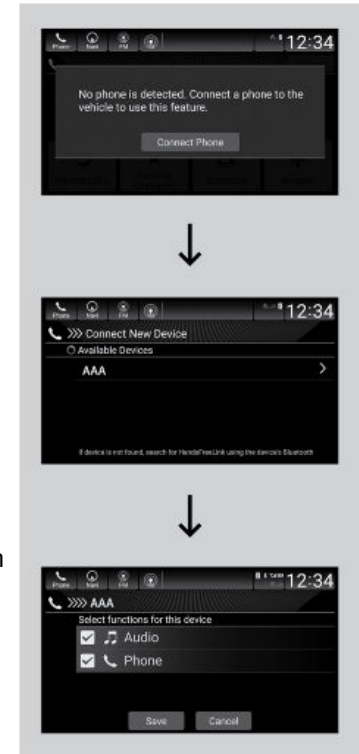 Phone Navi FM 12:34
No phone is detected. Connect a phone to the
vehicle to use this feature.
Connect Phone
Phone Navi FM 12:34
>>> Connect New Device
Available Devices
AAA
If device is not found, search for HandsFreeLink using the device's Bluetooth
Phone Navi FM 12:34
>>>> AAA
Select functions for this device
Audio
Phone
Save Cancel
n